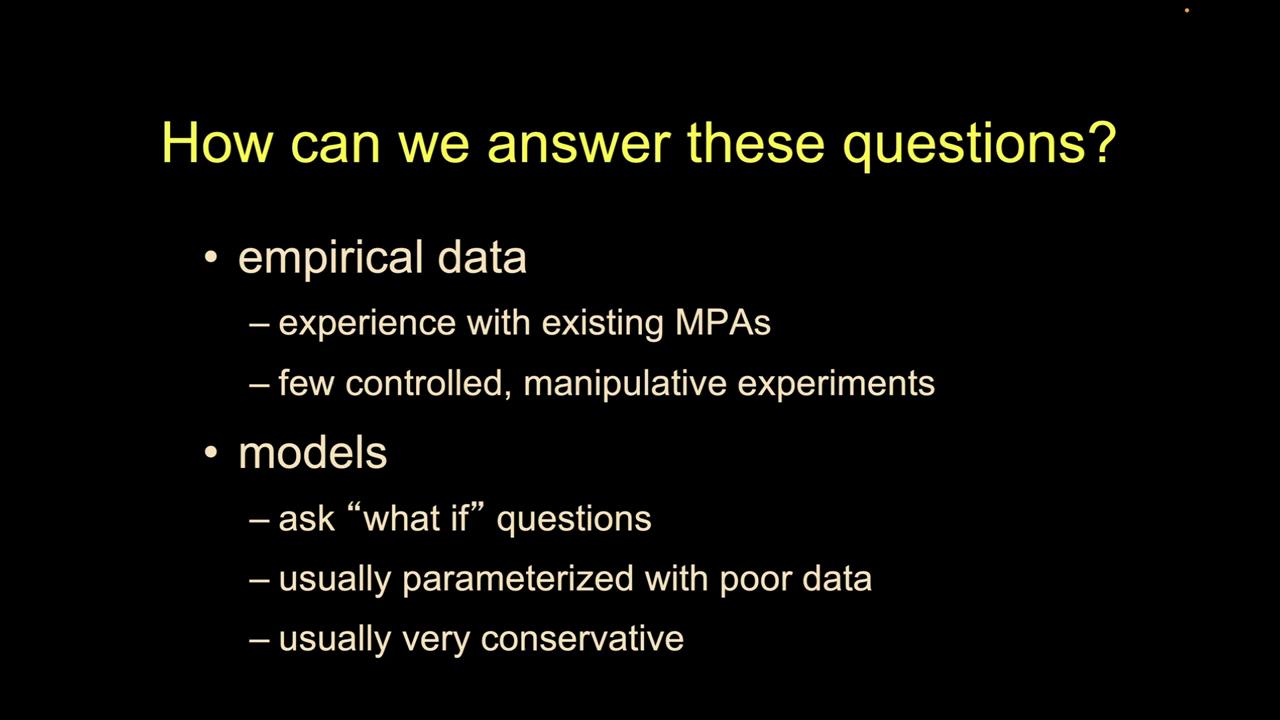 How can we answer these questions?
• empirical data
– experience with existing MPAs
– few controlled, manipulative experiments
• models
– ask “what if” questions
– usually parameterized with poor data
– usually very conservative